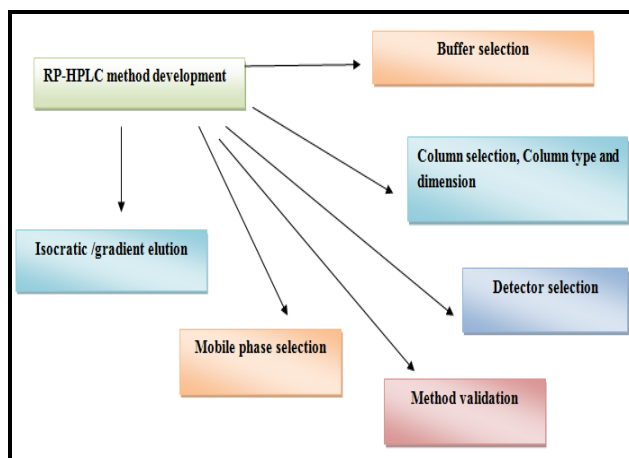 Buffer selection
RP-HPLC method development
Column selection, Column type and
dimension
Isocratic /gradient elution
Detector selection
Mobile phase selection
Method validation